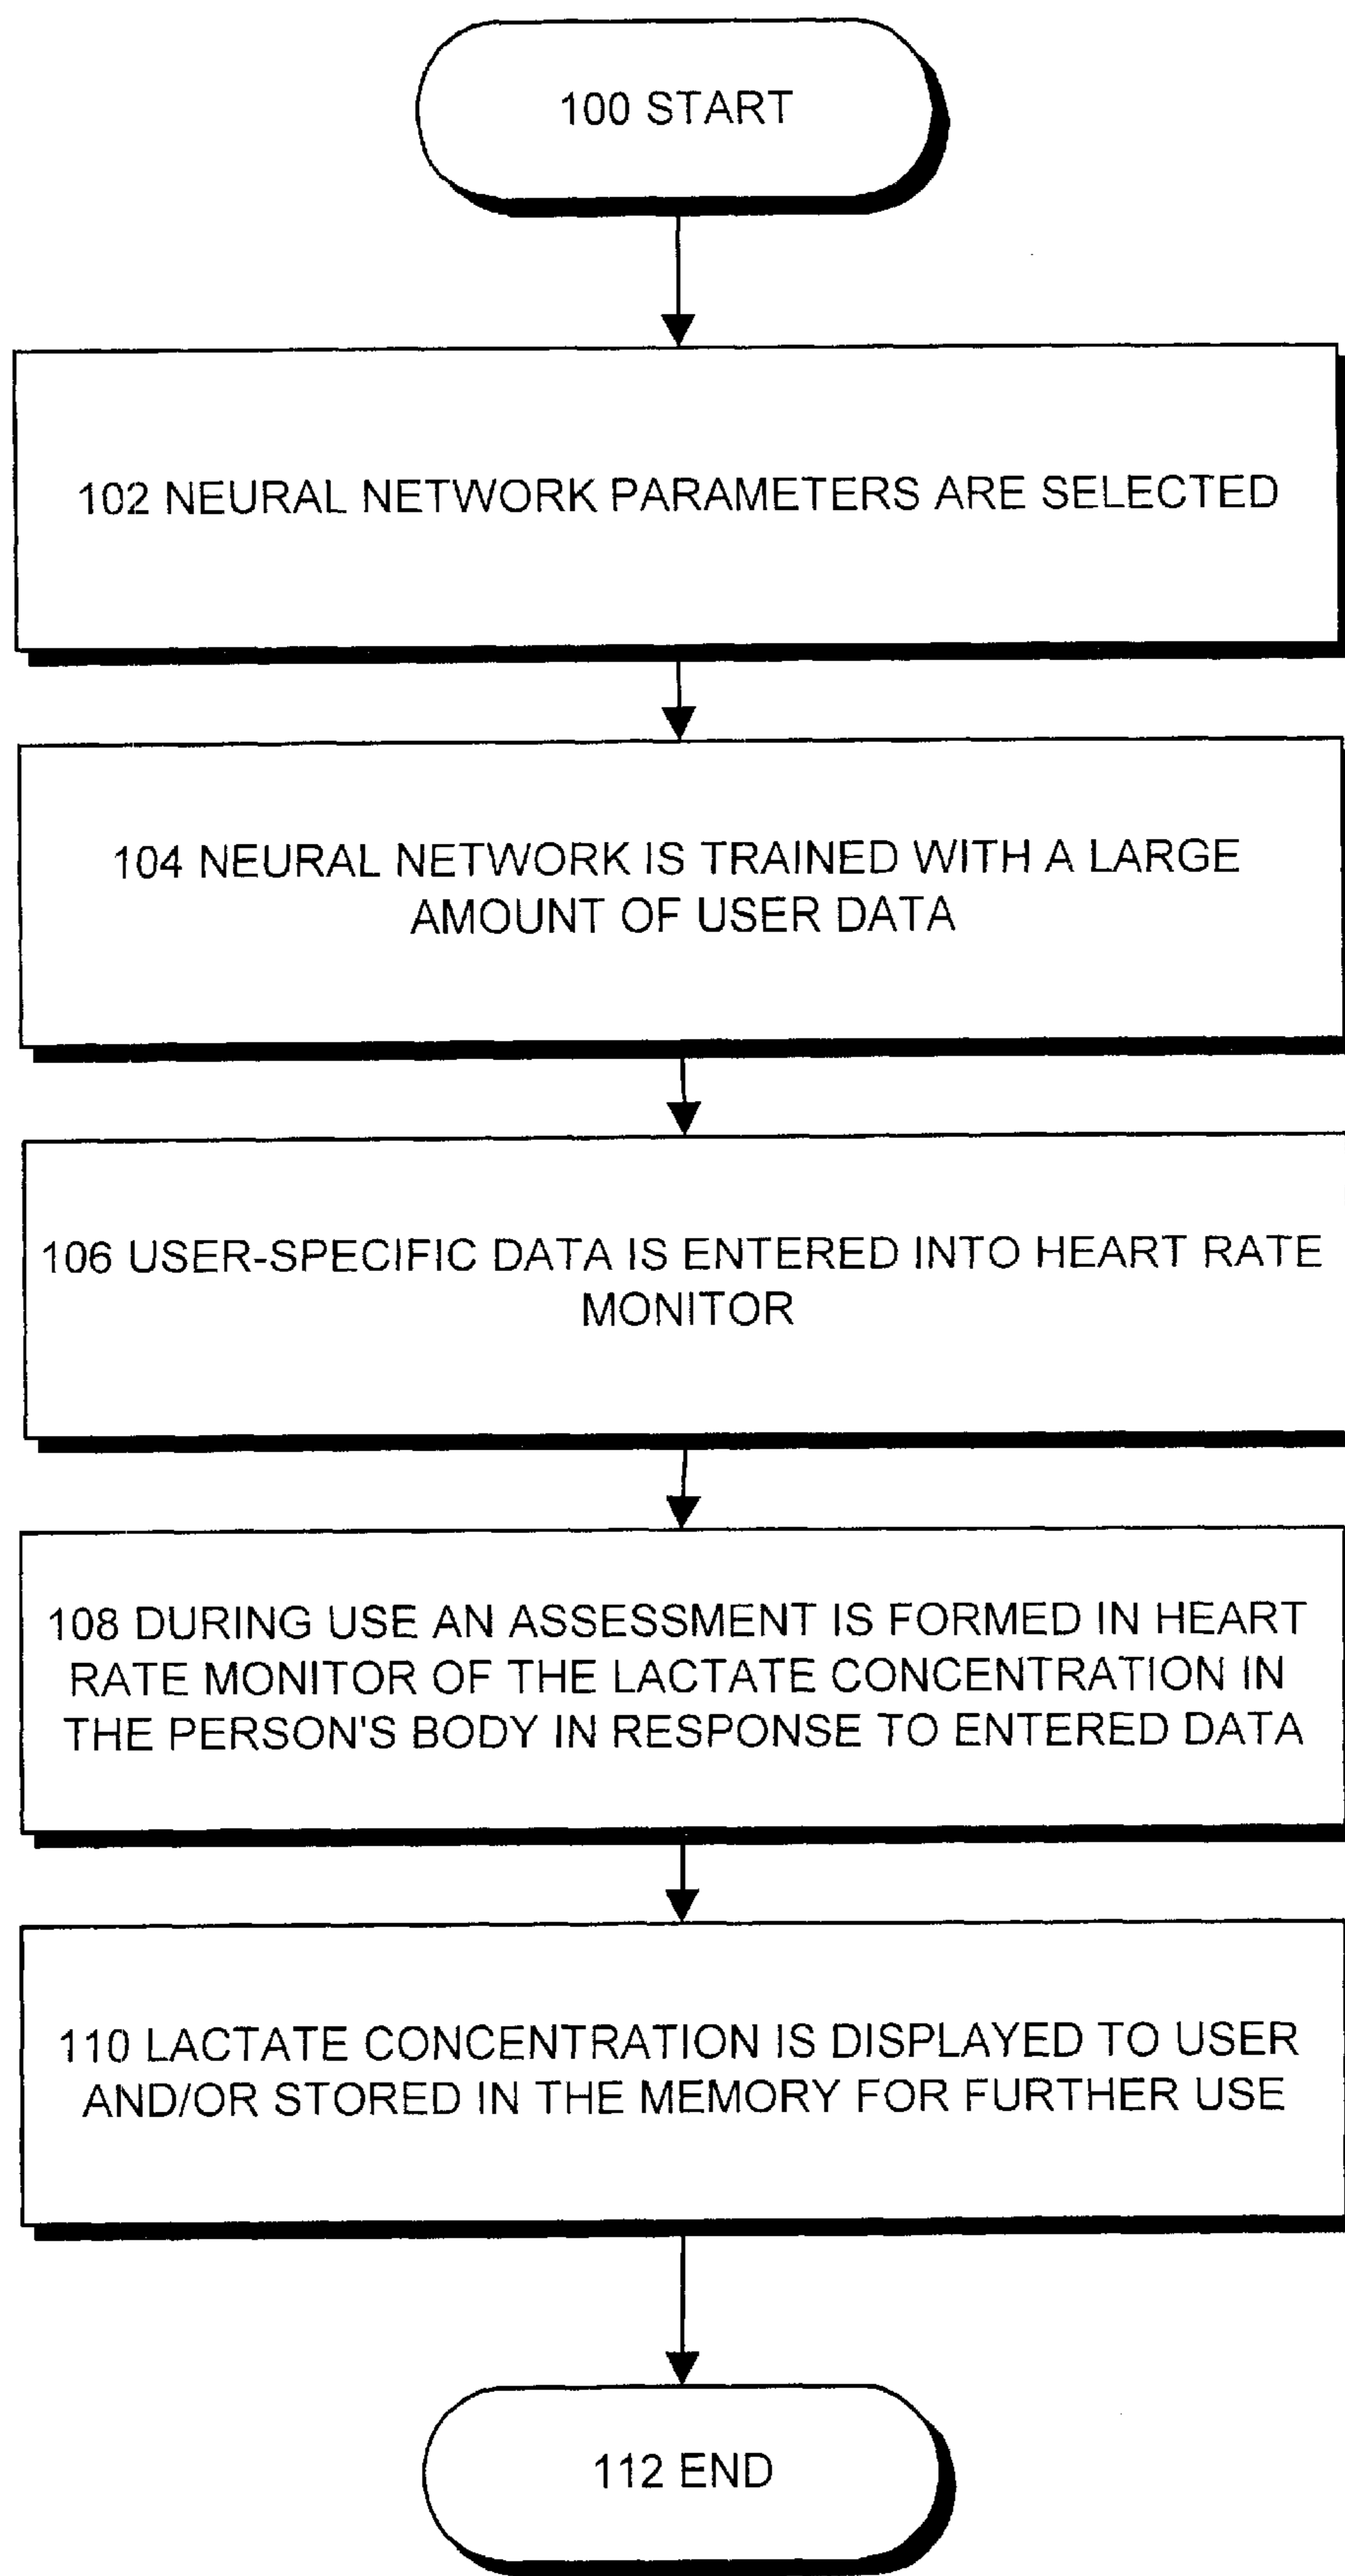 100 START
102 NEURAL NETWORK PARAMETERS ARE SELECTED
104 NEURAL NETWORK IS TRAINED WITH A LARGE
AMOUNT OF USER DATA
106 USER-SPECIFIC DATA IS ENTERED INTO HEART RATE
MONITOR
108 DURING USE AN ASSESSMENT IS FORMED IN HEART
RATE MONITOR OF THE LACTATE CONCENTRATION IN
THE PERSON'S BODY IN RESPONSE TO ENTERED DATA
110 LACTATE CONCENTRATION IS DISPLAYED TO USER
AND/OR STORED IN THE MEMORY FOR FURTHER USE
112 END